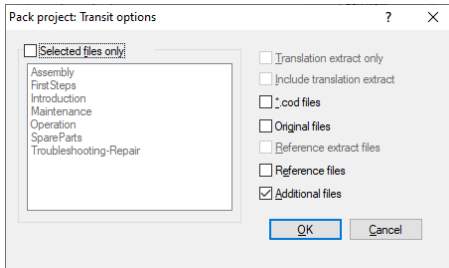 Pack project: Transit options
Selected files only
Assembly
FirstSteps
Introduction
Maintenance
Operation
SpareParts
Troubleshooting-Repair
Translation extract only
Include translation extract
*.cod files
Original files
Reference extract files
Reference files
Additional files
OK
Cancel